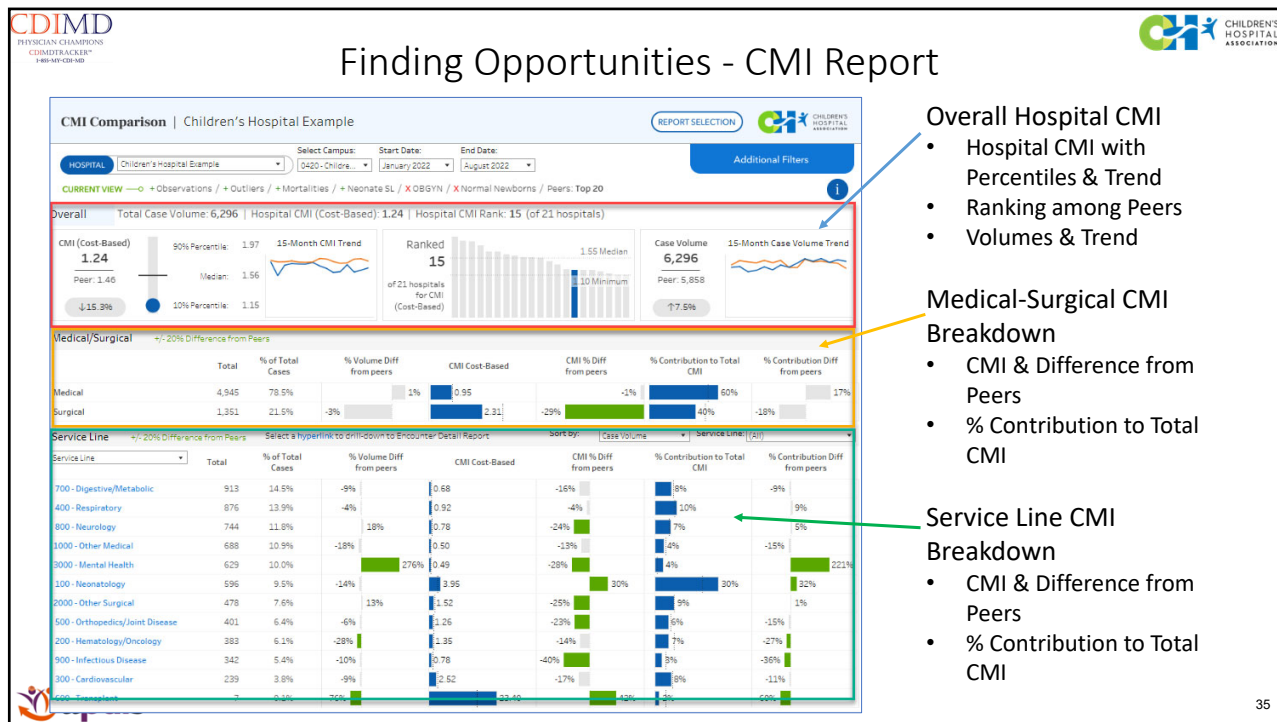 CDIMD
PHYSICIAN CHAMPIONS
CDIMDTRACKER™
1-855-MY-CDI-MD
CHILDREN'S
HOSPITAL
ASSOCIATION
Finding Opportunities - CMI Report
CMI Comparison | Children's Hospital Example
REPORT SELECTION
CHILDREN'S
HOSPITAL
ASSOCIATION
Select Campus: Start Date: End Date:
HOSPITAL Children's Hospital Example 0420 - Childre... January 2022 August 2022
Additional Filters
CURRENT VIEW + Observations / + Outliers / + Mortalities / + Neonate SL / X OBGYN / X Normal Newborns / Peers: Top 20
i
Overall Total Case Volume: 6,296 | Hospital CMI (Cost-Based): 1.24 | Hospital CMI Rank: 15 (of 21 hospitals)
CMI (Cost-Based)
1.24
Peer: 1.46
↓15.3%
90% Percentile: 1.97
Median: 1.56
10% Percentile: 1.15
15-Month CMI Trend
Ranked
15
of 21 hospitals
for CMI
(Cost-Based)
1.55 Median
1.10 Minimum
Case Volume
6,296
Peer: 5,858
↑7.5%
15-Month Case Volume Trend
Medical/Surgical +/- 20% Difference from Peers
Total % of Total Cases % Volume Diff from peers CMI Cost-Based CMI % Diff from peers % Contribution to Total CMI % Contribution Diff from peers
Medical 4,945 78.5% 1% 0.95 -1% 60% 17%
Surgical 1,351 21.5% -3% 2.31 -29% 40% -18%
Service Line +/- 20% Difference from Peers Select a hyperlink to drill-down to Encounter Detail Report Sort by: Case Volume Service Line: (All)
Service Line Total % of Total Cases % Volume Diff from peers CMI Cost-Based CMI % Diff from peers % Contribution to Total CMI % Contribution Diff from peers
700 - Digestive/Metabolic 913 14.5% -9% 0.68 -16% 8% -9%
400 - Respiratory 876 13.9% -4% 0.92 -4% 10% 9%
800 - Neurology 744 11.8% 18% 0.78 -24% 7% 5%
1000 - Other Medical 688 10.9% -18% 0.50 -13% 4% -15%
3000 - Mental Health 629 10.0% 276% 0.49 -28% 4% 221%
100 - Neonatology 596 9.5% -14% 3.95 30% 30% 32%
2000 - Other Surgical 478 7.6% 13% 1.52 -25% 9% 1%
500 - Orthopedics/Joint Disease 401 6.4% -6% 1.26 -23% 6% -15%
200 - Hematology/Oncology 383 6.1% -28% 1.35 -14% 7% -27%
900 - Infectious Disease 342 5.4% -10% 0.78 -40% 3% -36%
300 - Cardiovascular 239 3.8% -9% 2.52 -17% 8% -11%
Overall Hospital CMI
• Hospital CMI with
Percentiles & Trend
• Ranking among Peers
• Volumes & Trend
Medical-Surgical CMI
Breakdown
• CMI & Difference from
Peers
• % Contribution to Total
CMI
Service Line CMI
Breakdown
• CMI & Difference from
Peers
• % Contribution to Total
CMI
35